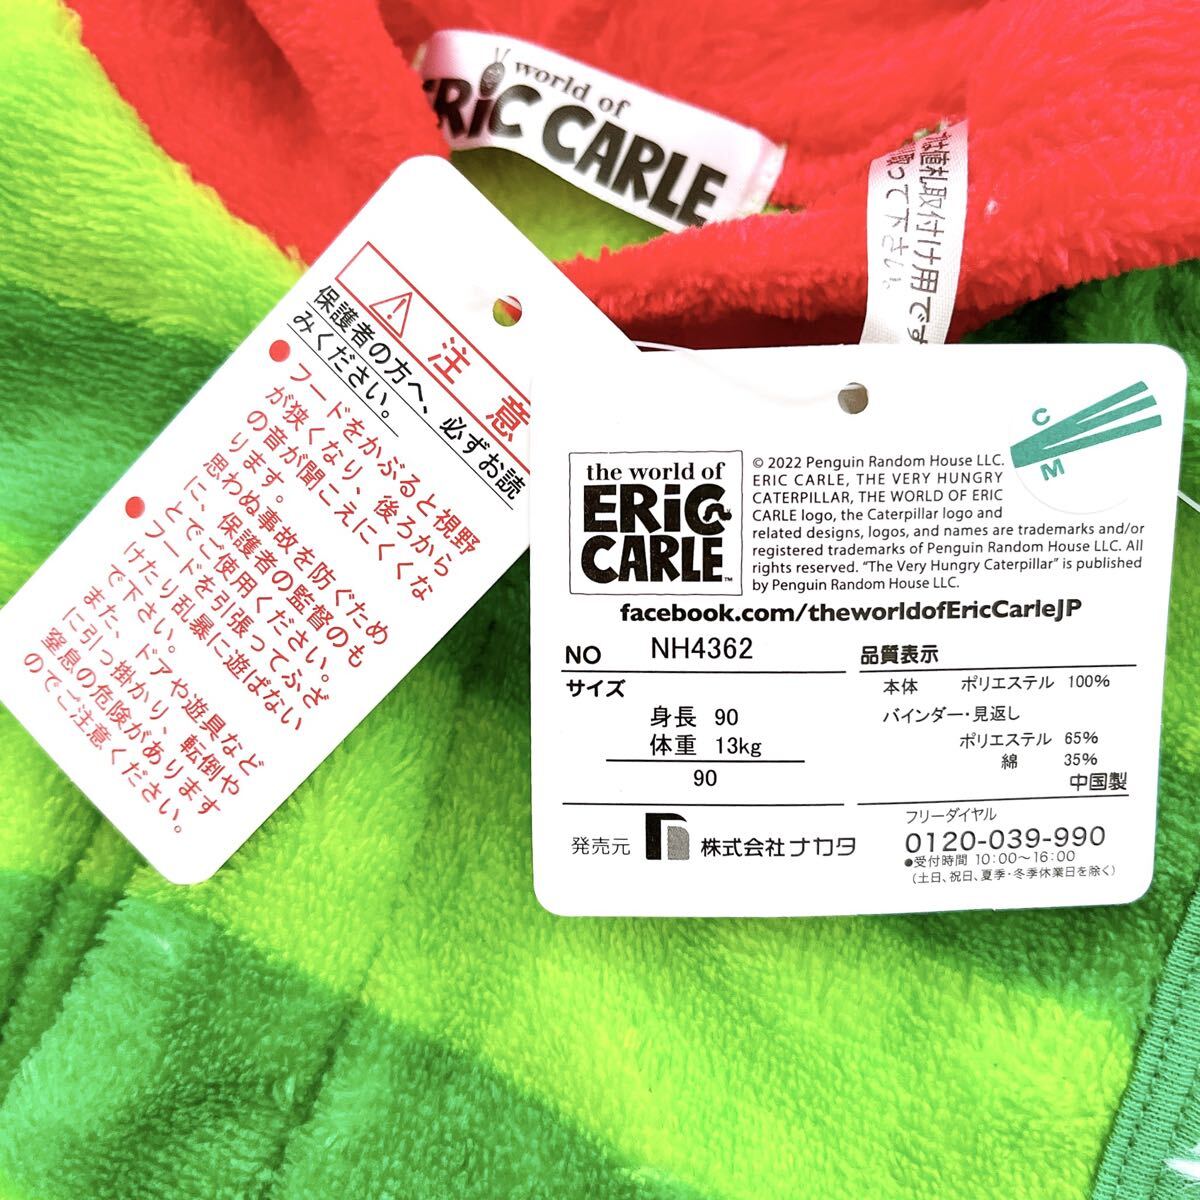 world of
ERiC CARLE
は値札取付け用です
取って下さい。
注意
保護者の方へ、必ずお読
みください。
●フードをかぶると視野
が狭くなり、後ろから
の音が聞こえにくくな
ります。
思わぬ事故を防ぐため
に、保護者の監督のも
とでご使用ください。
●フードを引張ってふざ
けたり乱暴に遊ばない
で下さい。
また、ドアや遊具など
に引っ掛かり、転倒や
窒息の危険があります
のでご注意ください。
C
M
the world of
ERiC
CARLE™
© 2022 Penguin Random House LLC.
ERIC CARLE, THE VERY HUNGRY
CATERPILLAR, THE WORLD OF ERIC
CARLE logo, the Caterpillar logo and
related designs, logos, and names are trademarks and/or
registered trademarks of Penguin Random House LLC. All
rights reserved. “The Very Hungry Caterpillar” is published
by Penguin Random House LLC.
facebook.com/theworldofEricCarleJP
NO NH4362
サイズ
身長 90
体重 13kg
90
品質表示
本体 ポリエステル 100%
バインダー・見返し
ポリエステル 65%
綿 35%
中国製
発売元 株式会社ナカタ
フリーダイヤル
0120-039-990
●受付時間 10:00～16:00
(土日、祝日、夏季・冬季休業日を除く)